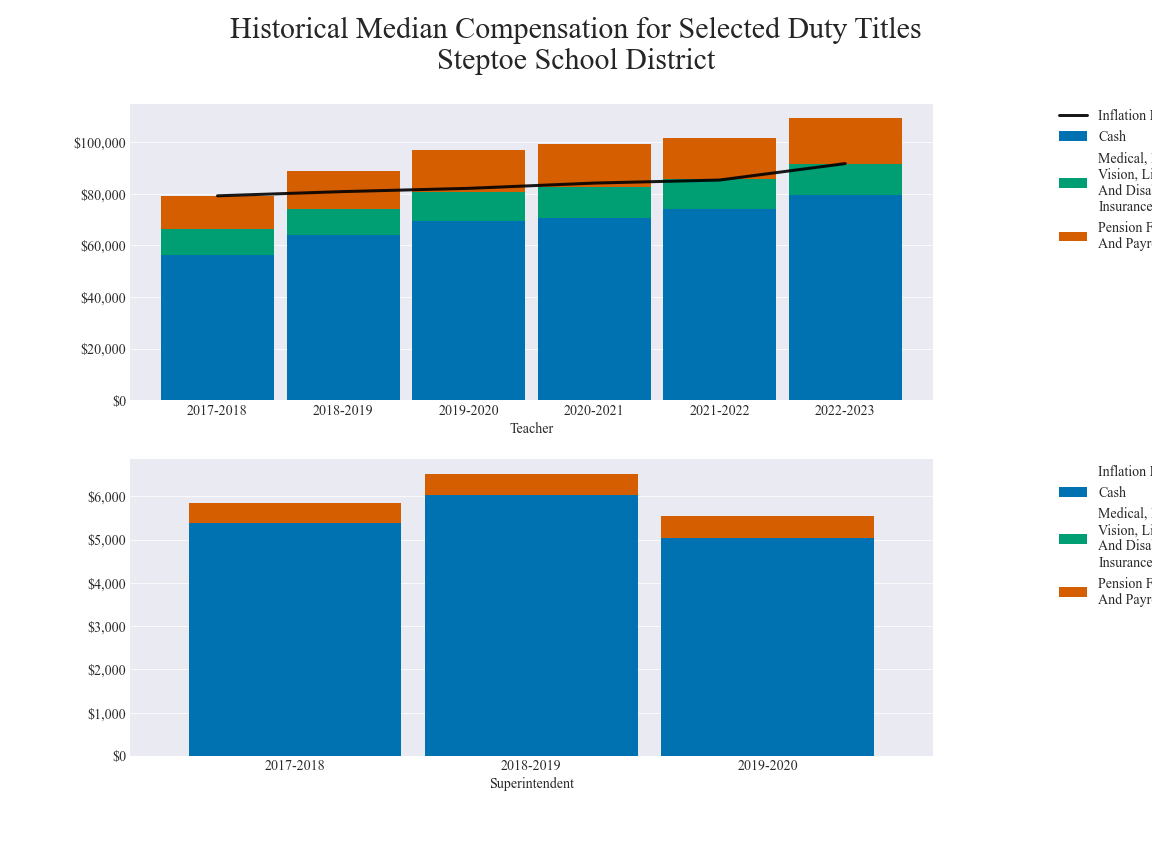 Historical Median Compensation for Selected Duty Titles
Steptoe School District
$100,000
$80,000
$60,000
$40,000
$20,000
$0
2017-2018 2018-2019 2019-2020 2020-2021 2021-2022 2022-2023
Teacher
Inflation
Cash
Medical,
Vision,
And
Insurance
Pension
And
$6,000
$5,000
$4,000
$3,000
$2,000
$1,000
$0
2017-2018 2018-2019 2019-2020
Superintendent
Inflation
Cash
Medical,
Vision,
And
Insurance
Pension
And